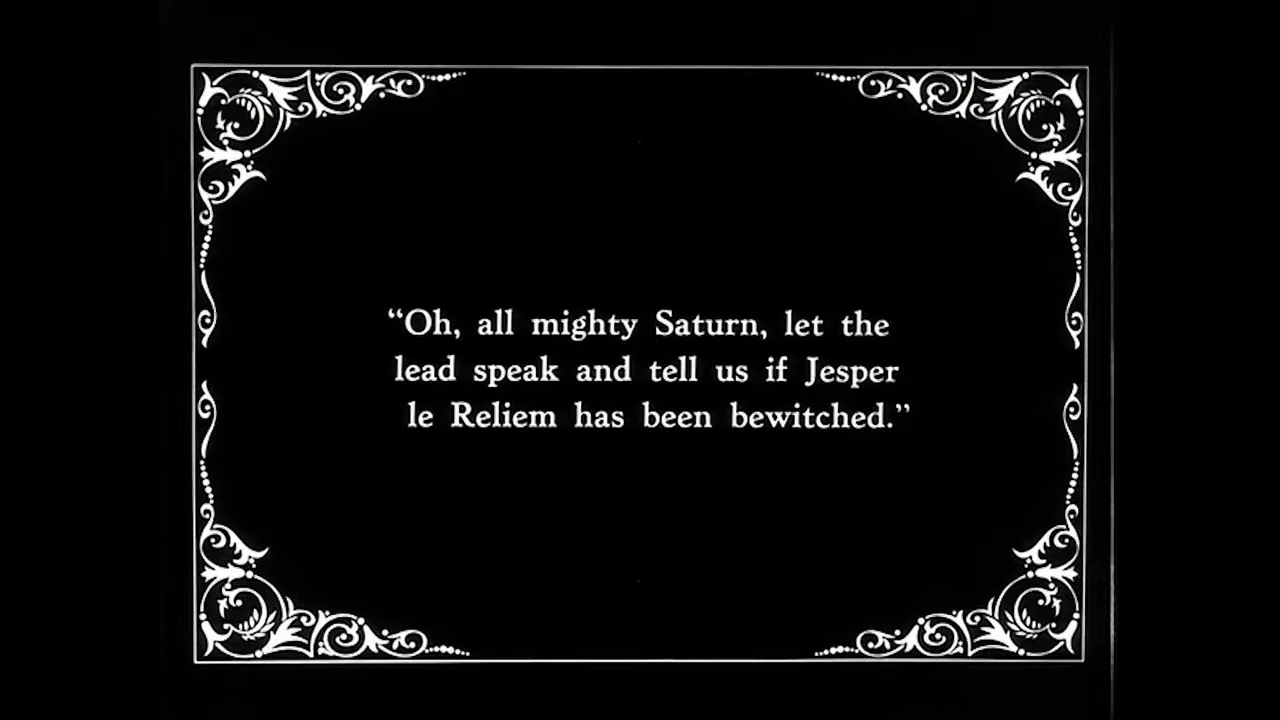 “Oh, all mighty Saturn, let the
lead speak and tell us if Jesper
le Reliem has been bewitched.”